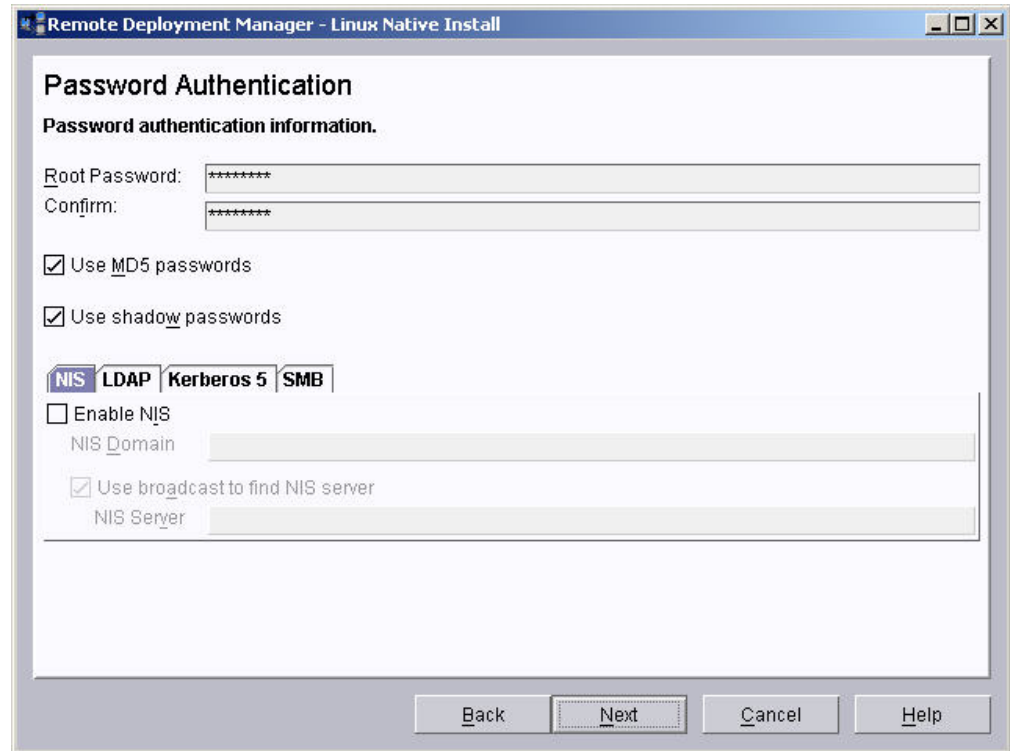 Remote Deployment Manager - Linux Native Install
Password Authentication
Password authentication information.
Root Password: ********
Confirm: ********
Use MD5 passwords
Use shadow passwords
NIS LDAP Kerberos 5 SMB
Enable NIS
NIS Domain
Use broadcast to find NIS server
NIS Server
Back Next Cancel Help